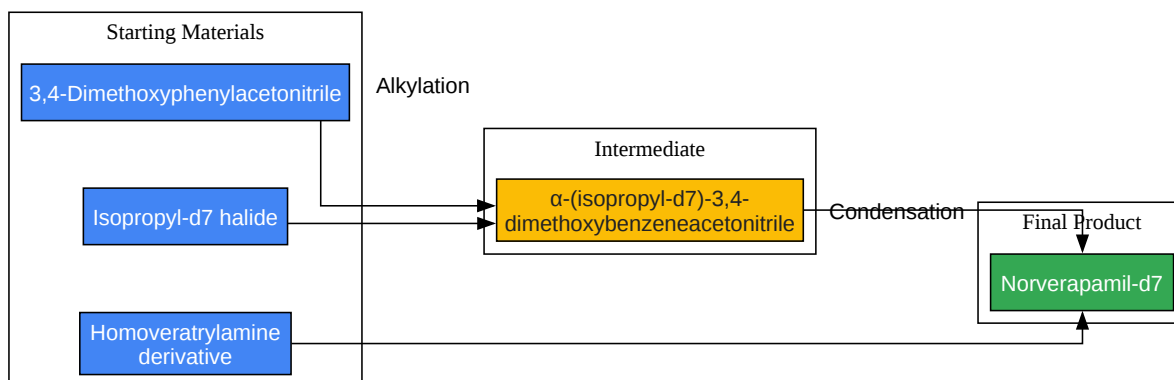 Starting Materials
3,4-Dimethoxyphenylacetonitrile
Alkylation
Isopropyl-d7 halide
Homoveratrylamine
derivative
Intermediate
α-(isopropyl-d7)-3,4-
dimethoxybenzeneacetonitrile
Condensation
Final Product
Norverapamil-d7